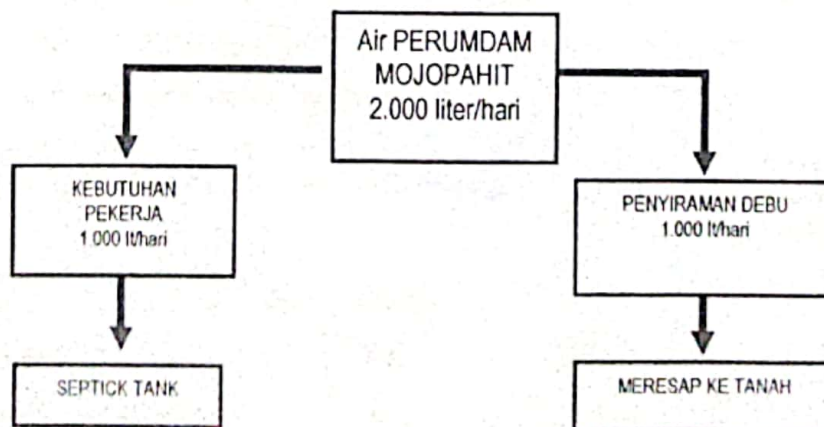 Air PERUMDAM
MOJOPAHIT
2.000 liter/hari
KEBUTUHAN
PEKERJA
1.000 lt/hari
PENYIRAMAN DEBU
1.000 lt/hari
SEPTICK TANK
MERESAP KE TANAH